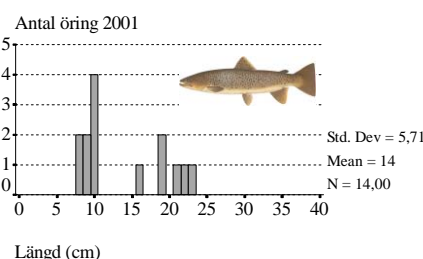 Antal öring 2001
5
4
3
2
1
0
Std. Dev = 5,71
Mean = 14
N = 14,00
0 5 10 15 20 25 30 35 40
Längd (cm)